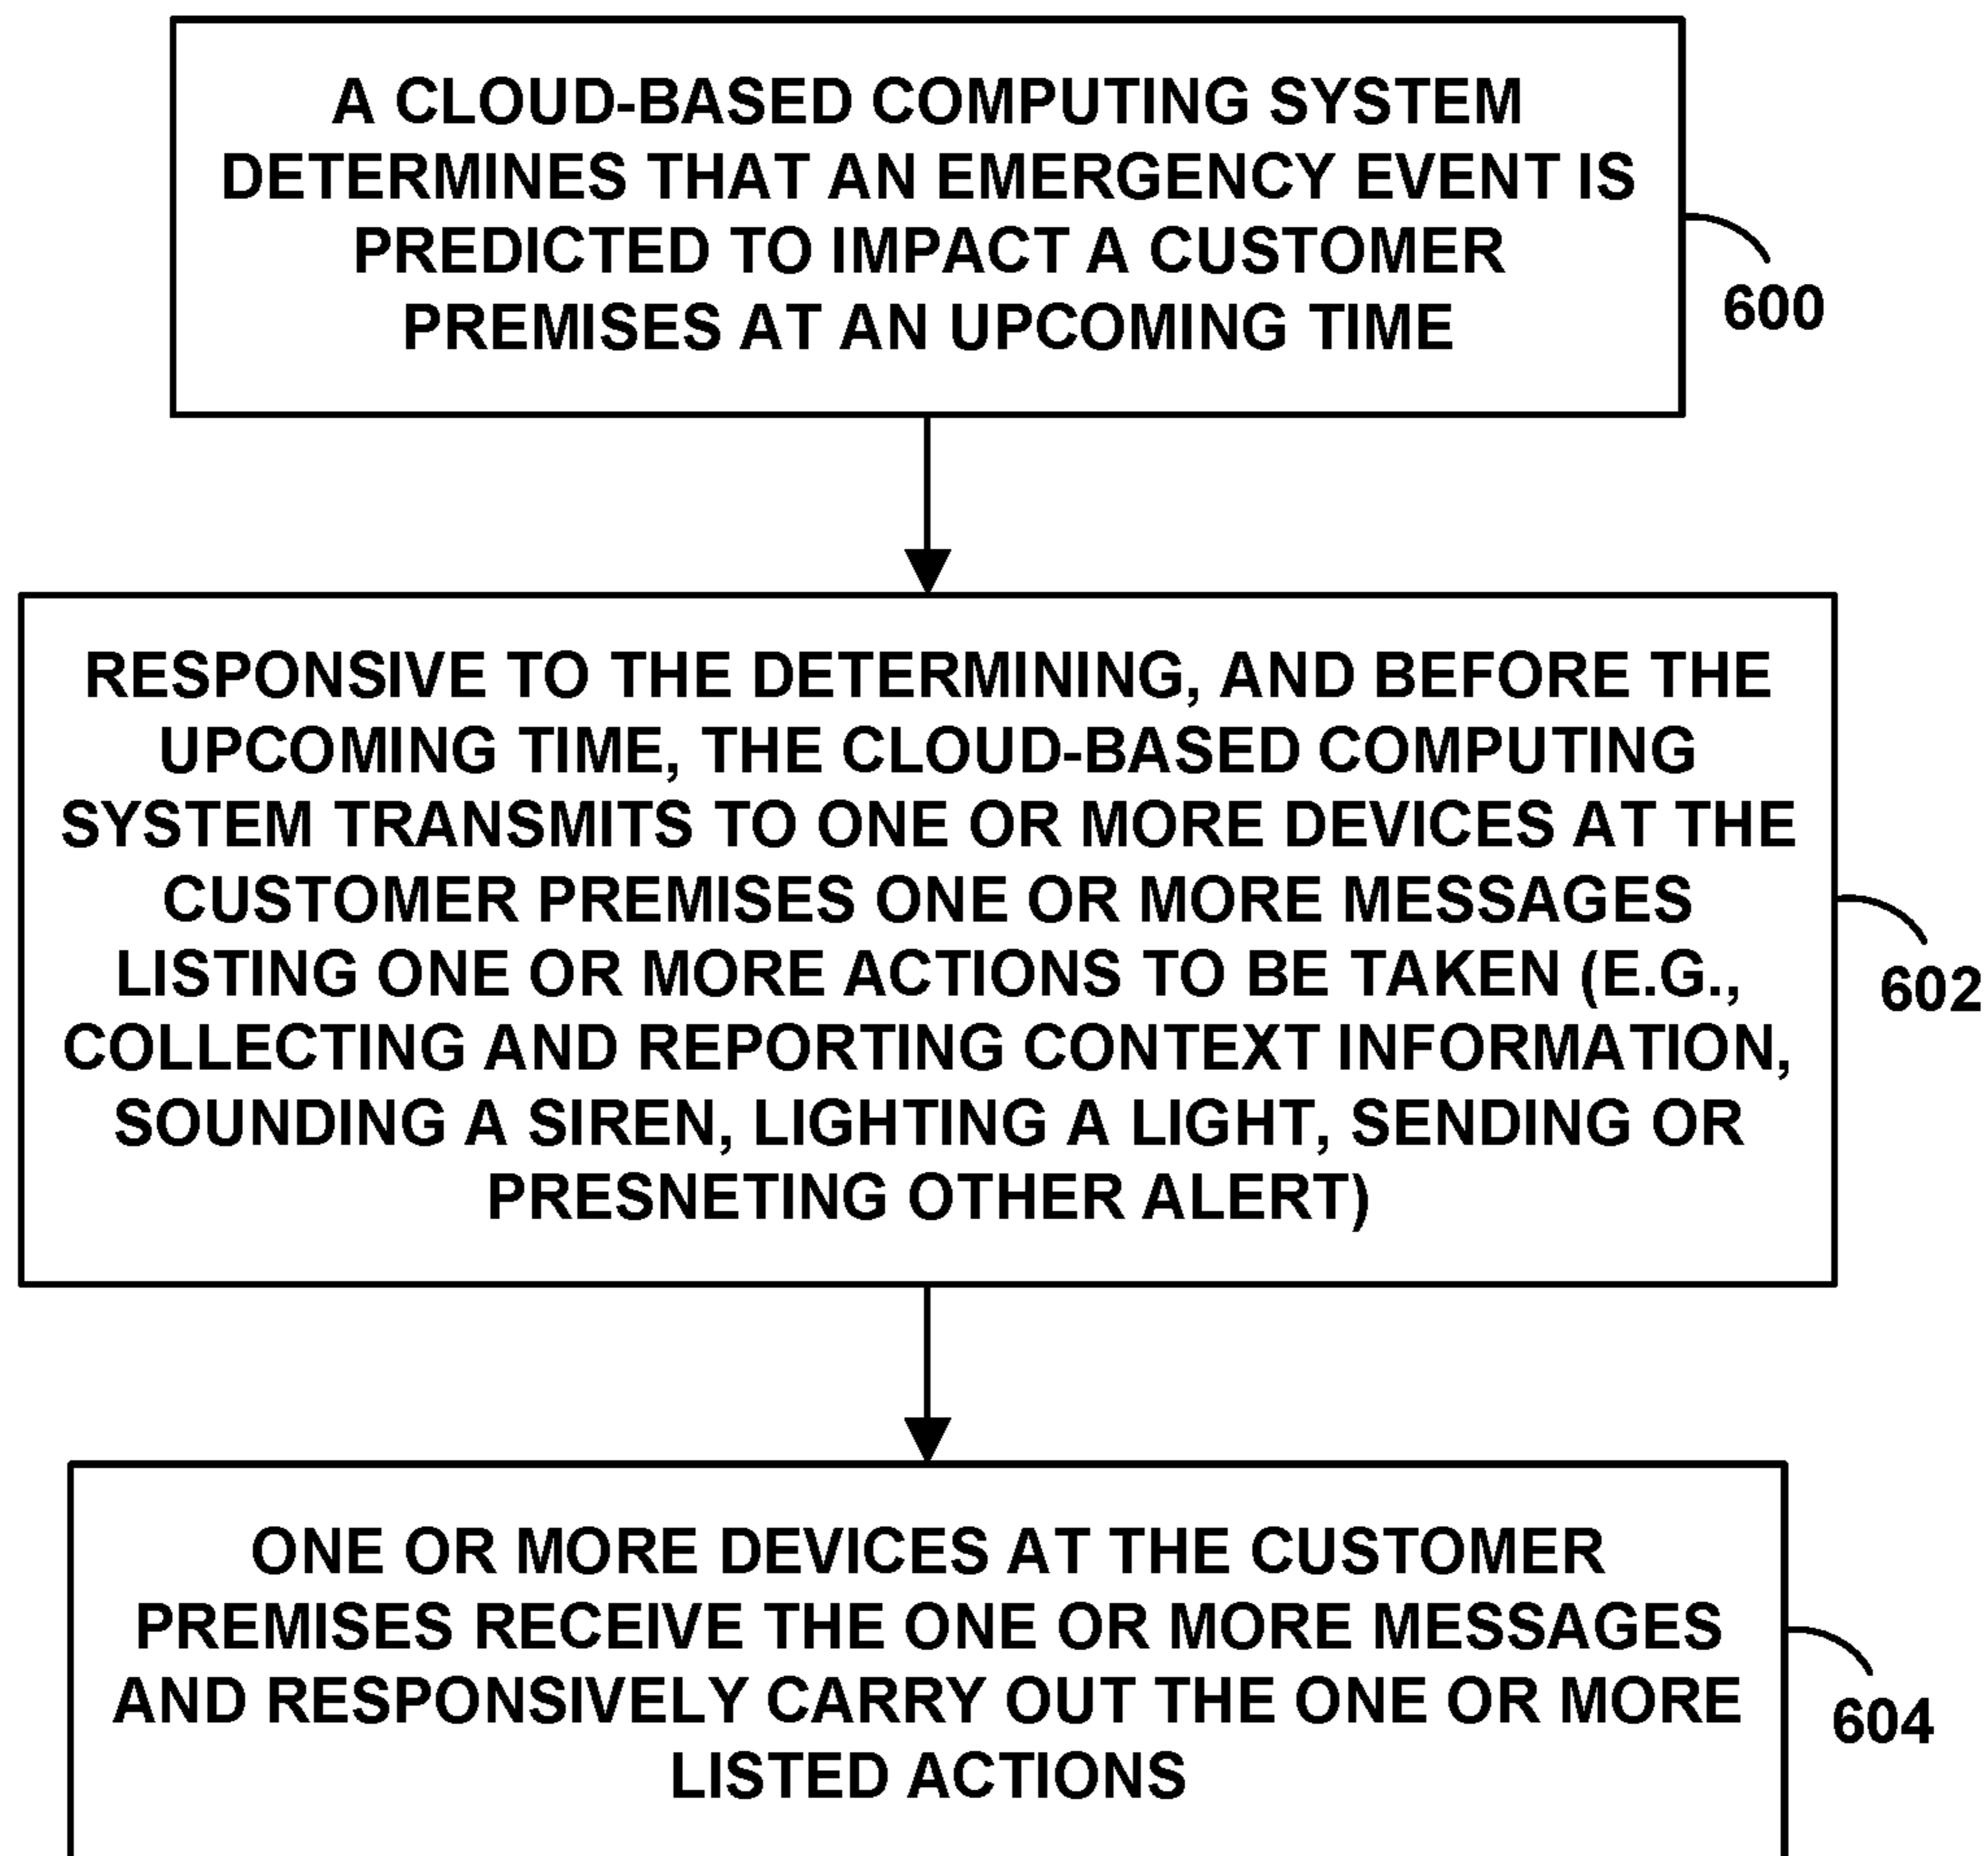 A CLOUD-BASED COMPUTING SYSTEM
DETERMINES THAT AN EMERGENCY EVENT IS
PREDICTED TO IMPACT A CUSTOMER
PREMISES AT AN UPCOMING TIME
600
RESPONSIVE TO THE DETERMINING, AND BEFORE THE
UPCOMING TIME, THE CLOUD-BASED COMPUTING
SYSTEM TRANSMITS TO ONE OR MORE DEVICES AT THE
CUSTOMER PREMISES ONE OR MORE MESSAGES
LISTING ONE OR MORE ACTIONS TO BE TAKEN (E.G.,
COLLECTING AND REPORTING CONTEXT INFORMATION,
SOUNDING A SIREN, LIGHTING A LIGHT, SENDING OR
PRESNETING OTHER ALERT)
602
ONE OR MORE DEVICES AT THE CUSTOMER
PREMISES RECEIVE THE ONE OR MORE MESSAGES
AND RESPONSIVELY CARRY OUT THE ONE OR MORE
LISTED ACTIONS
604